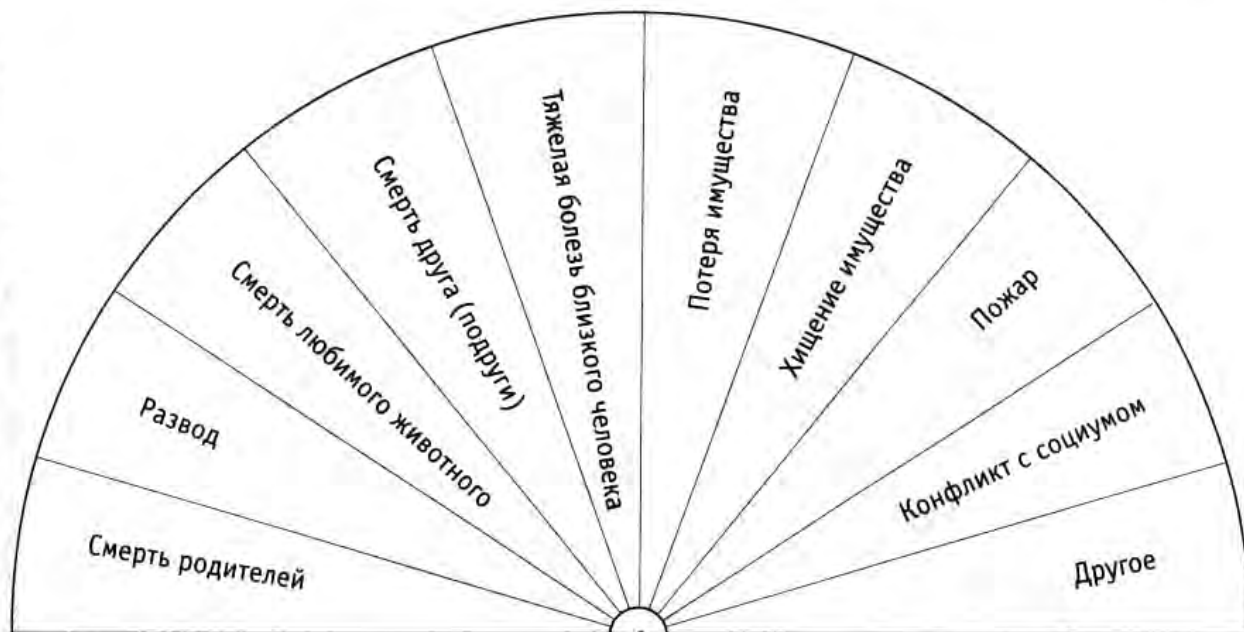 Смерть родителей
Развод
Смерть любимого животного
Смерть друга (подруги)
Тяжелая болезь близкого человека
Потеря имущества
Хищение имущества
Пожар
Конфликт с социумом
Другое